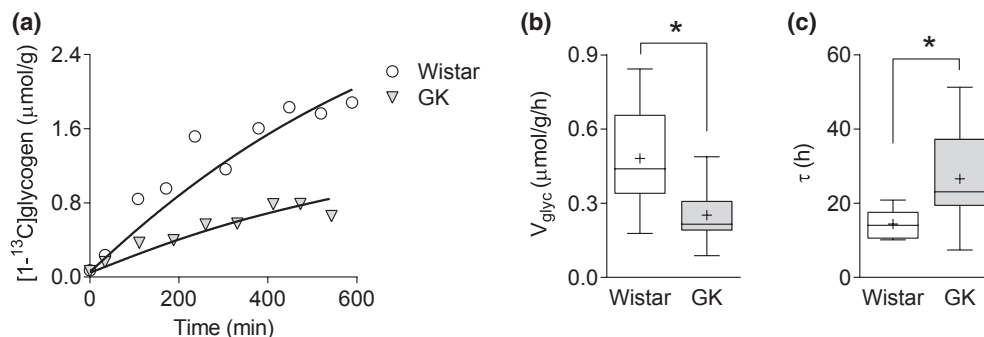 (a)
[1-¹³C]glycogen (μmol/g)
2.4
1.6
0.8
0.0
0
200
400
600
Time (min)
Wistar
GK
(b)
V_glyc (μmol/g/h)
0.9
0.6
0.3
0.0
*
Wistar
GK
(c)
τ (h)
60
40
20
0
*
Wistar
GK